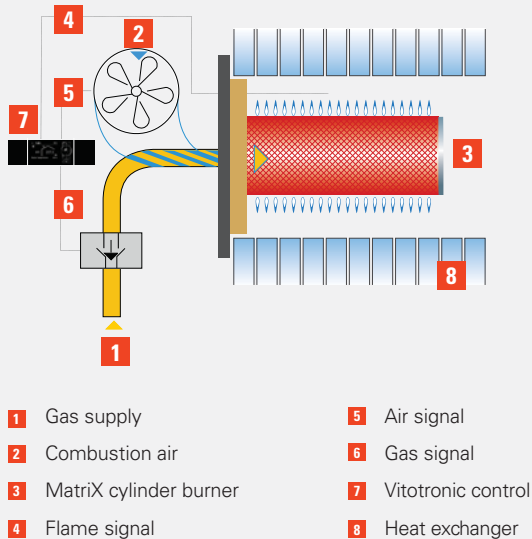 4
2
5
7
3
6
8
1
1 Gas supply
2 Combustion air
3 MatriX cylinder burner
4 Flame signal
5 Air signal
6 Gas signal
7 Vitotronic control
8 Heat exchanger